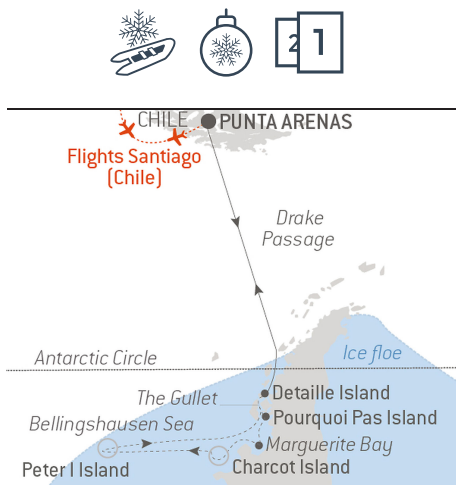 2 1
CHILE
PUNTA ARENAS
Flights Santiago
(Chile)
Drake
Passage
Antarctic Circle
Ice floe
Detaille Island
The Gullet
Pourquoi Pas Island
Bellingshausen Sea
Marguerite Bay
Peter I Island
Charcot Island